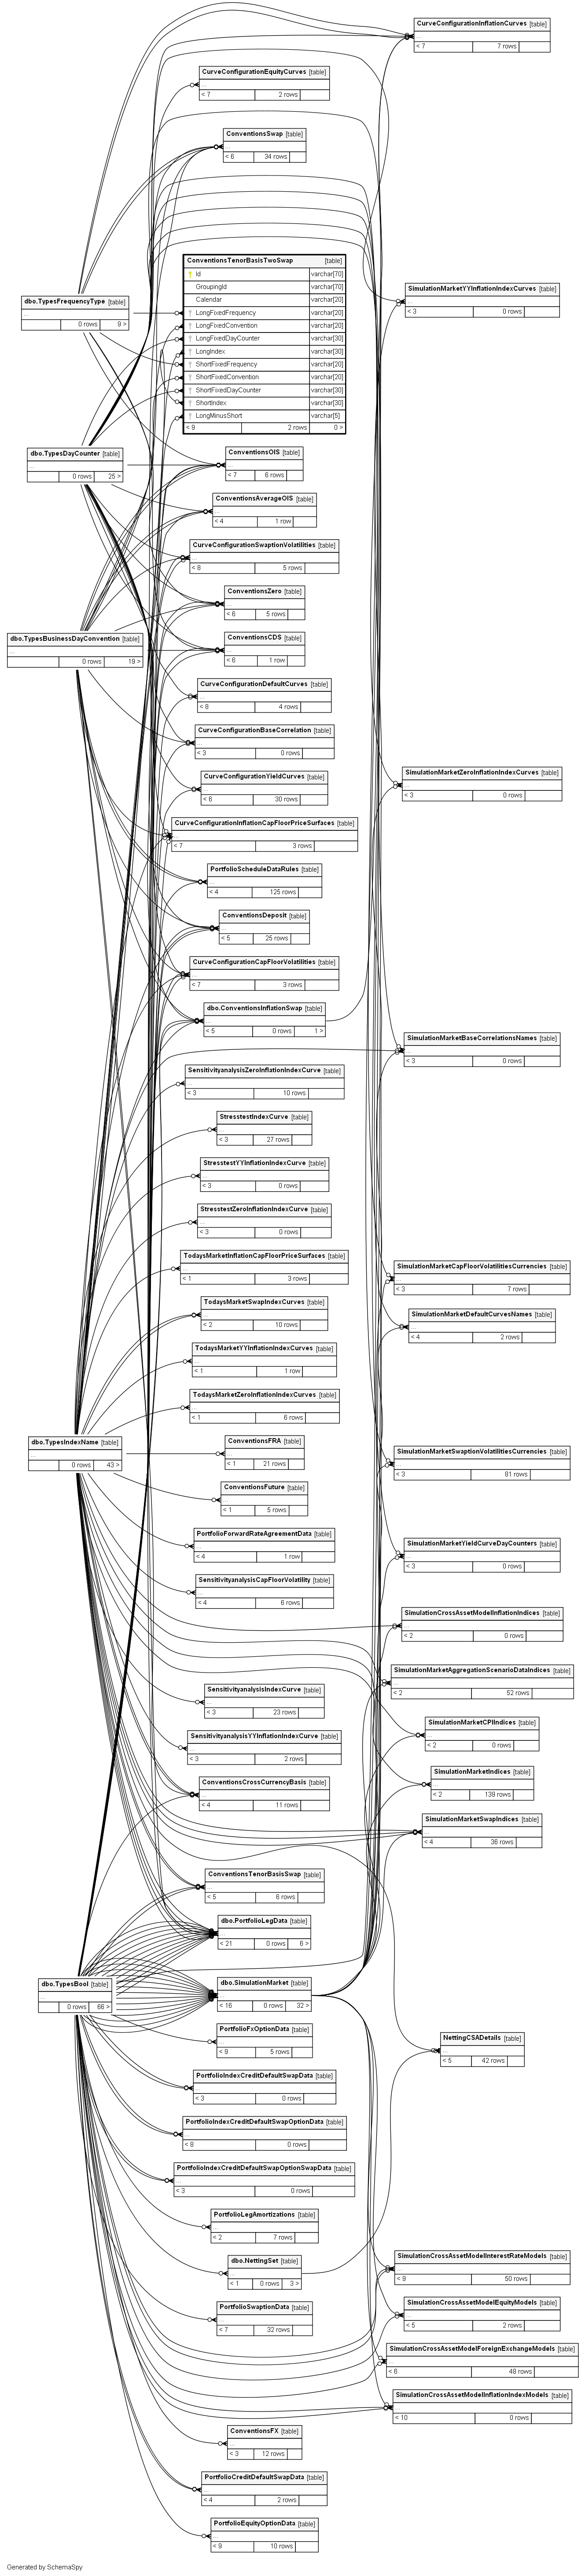 CurveConfigurationInflationCurves [table]
...
< 7 7 rows
CurveConfigurationEquityCurves [table]
...
< 7 2 rows
ConventionsSwap [table]
...
< 6 34 rows
ConventionsTenorBasisTwoSwap [table]
Id varchar[70]
GroupingId varchar[70]
Calendar varchar[20]
LongFixedFrequency varchar[20]
LongFixedConvention varchar[20]
LongFixedDayCounter varchar[30]
LongIndex varchar[30]
ShortFixedFrequency varchar[20]
ShortFixedConvention varchar[20]
ShortFixedDayCounter varchar[30]
ShortIndex varchar[30]
LongMinusShort varchar[5]
< 9 2 rows 0 >
SimulationMarketYYInflationIndexCurves [table]
...
< 3 0 rows
dbo.TypesFrequencyType [table]
...
0 rows 9 >
dbo.TypesDayCounter [table]
...
0 rows 25 >
ConventionsOIS [table]
...
< 7 6 rows
ConventionsAverageOIS [table]
...
< 4 1 row
CurveConfigurationSwaptionVolatilities [table]
...
< 8 5 rows
ConventionsZero [table]
...
< 6 5 rows
dbo.TypesBusinessDayConvention [table]
...
0 rows 19 >
ConventionsCDS [table]
...
< 6 1 row
CurveConfigurationDefaultCurves [table]
...
< 8 4 rows
CurveConfigurationBaseCorrelation [table]
...
< 3 0 rows
CurveConfigurationYieldCurves [table]
...
< 6 30 rows
SimulationMarketZeroInflationIndexCurves [table]
...
< 3 0 rows
CurveConfigurationInflationCapFloorPriceSurfaces [table]
...
< 7 3 rows
PortfolioScheduleDataRules [table]
...
< 4 125 rows
ConventionsDeposit [table]
...
< 5 25 rows
CurveConfigurationCapFloorVolatilities [table]
...
< 7 3 rows
dbo.ConventionsInflationSwap [table]
...
< 5 0 rows 1 >
SimulationMarketBaseCorrelationsNames [table]
...
< 3 0 rows
SensitivityanalysisZeroInflationIndexCurve [table]
...
< 3 10 rows
StresstestIndexCurve [table]
...
< 3 27 rows
StresstestYYInflationIndexCurve [table]
...
< 3 0 rows
StresstestZeroInflationIndexCurve [table]
...
< 3 0 rows
TodaysMarketInflationCapFloorPriceSurfaces [table]
...
< 1 3 rows
SimulationMarketCapFloorVolatilitiesCurrencies [table]
...
< 3 7 rows
TodaysMarketSwapIndexCurves [table]
...
< 2 10 rows
SimulationMarketDefaultCurvesNames [table]
...
< 4 2 rows
TodaysMarketYYInflationIndexCurves [table]
...
< 1 1 row
TodaysMarketZeroInflationIndexCurves [table]
...
< 1 6 rows
dbo.TypesIndexName [table]
...
0 rows 43 >
ConventionsFRA [table]
...
< 1 21 rows
SimulationMarketSwaptionVolatilitiesCurrencies [table]
...
< 3 81 rows
ConventionsFuture [table]
...
< 1 5 rows
PortfolioForwardRateAgreementData [table]
...
< 4 1 row
SimulationMarketYieldCurveDayCounters [table]
...
< 3 0 rows
SensitivityanalysisCapFloorVolatility [table]
...
< 4 6 rows
SimulationCrossAssetModelInflationIndices [table]
...
< 2 0 rows
SimulationMarketAggregationScenarioDataIndices [table]
...
< 2 52 rows
SensitivityanalysisIndexCurve [table]
...
< 3 23 rows
SimulationMarketCPIIndices [table]
...
< 2 0 rows
SensitivityanalysisYYInflationIndexCurve [table]
...
< 3 2 rows
SimulationMarketIndices [table]
...
< 2 139 rows
ConventionsCrossCurrencyBasis [table]
...
< 4 11 rows
SimulationMarketSwapIndices [table]
...
< 4 36 rows
ConventionsTenorBasisSwap [table]
...
< 5 6 rows
dbo.PortfolioLegData [table]
...
< 21 0 rows 6 >
dbo.TypesBool [table]
...
0 rows 66 >
dbo.SimulationMarket [table]
...
< 16 0 rows 32 >
PortfolioFxOptionData [table]
...
< 9 5 rows
NettingCSADetails [table]
...
< 5 42 rows
PortfolioIndexCreditDefaultSwapData [table]
...
< 3 0 rows
PortfolioIndexCreditDefaultSwapOptionData [table]
...
< 8 0 rows
PortfolioIndexCreditDefaultSwapOptionSwapData [table]
...
< 3 0 rows
PortfolioLegAmortizations [table]
...
< 2 7 rows
dbo.NettingSet [table]
...
< 1 0 rows 3 >
SimulationCrossAssetModelInterestRateModels [table]
...
< 9 50 rows
PortfolioSwaptionData [table]
...
< 7 32 rows
SimulationCrossAssetModelEquityModels [table]
...
< 5 2 rows
SimulationCrossAssetModelForeignExchangeModels [table]
...
< 6 48 rows
SimulationCrossAssetModelInflationIndexModels [table]
...
< 10 0 rows
ConventionsFX [table]
...
< 3 12 rows
PortfolioCreditDefaultSwapData [table]
...
< 4 2 rows
PortfolioEquityOptionData [table]
...
< 9 10 rows
Generated by SchemaSpy